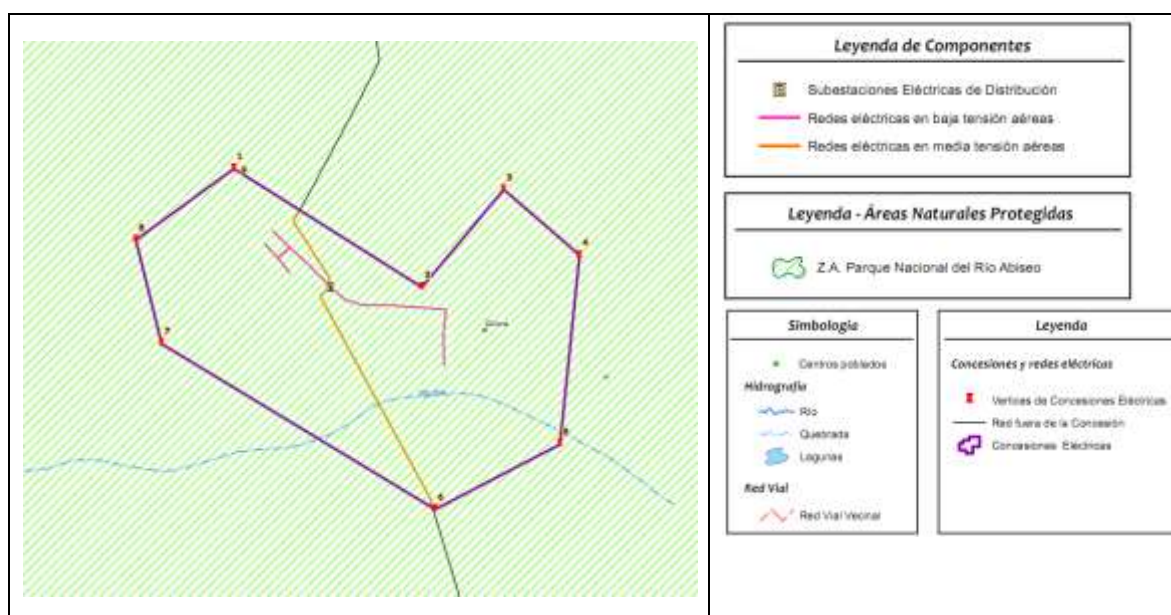 1
9
3
8
4
2
7
6
Leyenda de Componentes
Subestaciones Eléctricas de Distribución
Redes eléctricas en baja tensión aéreas
Redes eléctricas en media tensión aéreas
Leyenda - Áreas Naturales Protegidas
Z.A. Parque Nacional del Río Abiseo
Simbología
Centros poblados
Hidrografía
Río
Quebrada
Lagunas
Red Vial
Red Vial Vecinal
Leyenda
Concesiones y redes eléctricas
Vertices de Concesiones Eléctricas
Red fuera de la Concesión
Concesiones Eléctricas